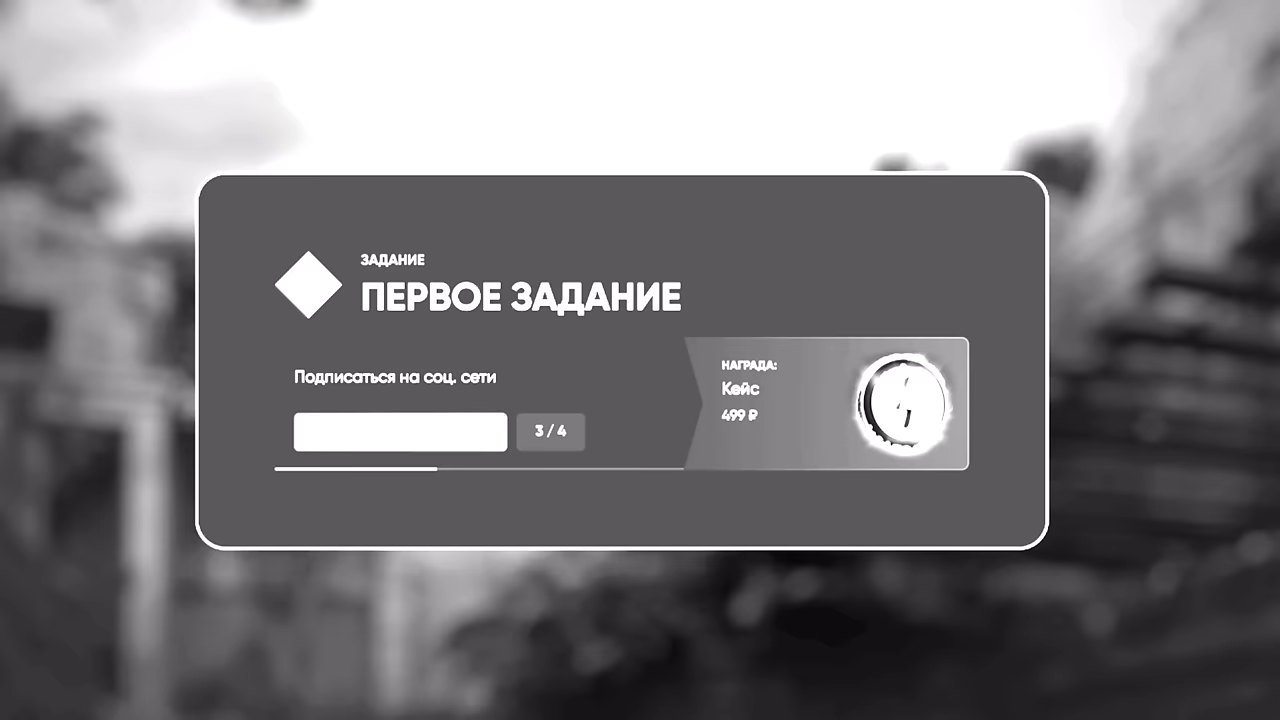 ЗАДАНИЕ
ПЕРВОЕ ЗАДАНИЕ
Подписаться на соц. сети
3 / 4
НАГРАДА:
Кейс
499 ₽